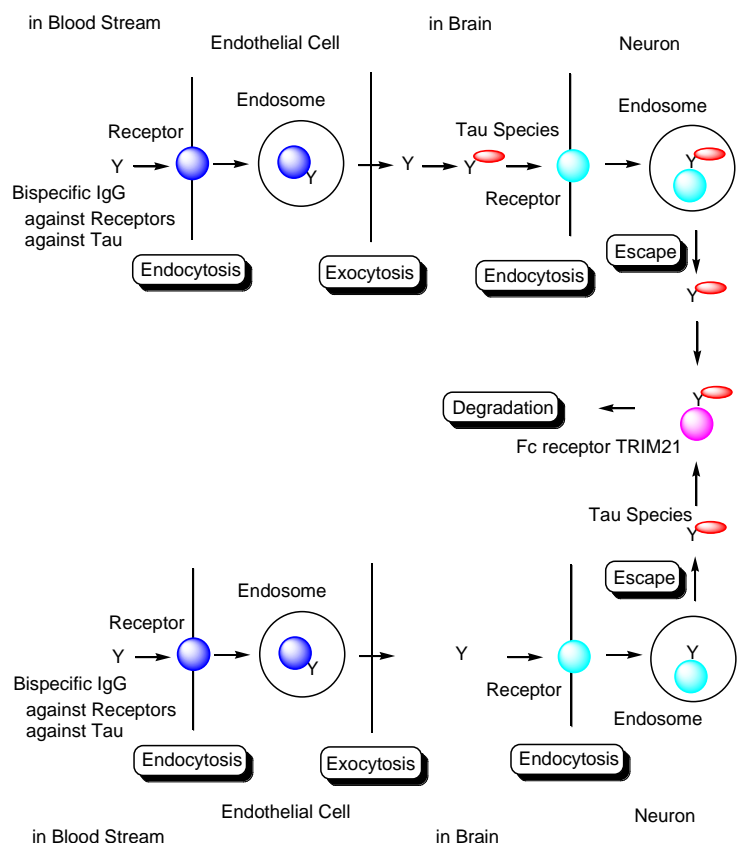 in Blood Stream
in Brain
Endothelial Cell
Neuron
Endosome
Endosome
Receptor
Tau Species
Y
Y
Y
Y
Y
Bispecific IgG
against Receptors
against Tau
Receptor
Endocytosis
Exocytosis
Endocytosis
Escape
Y
Y
Degradation
Fc receptor TRIM21
Tau Species
Y
Escape
Endosome
Receptor
Y
Y
Y
Y
Bispecific IgG
against Receptors
against Tau
Receptor
Endosome
Endocytosis
Exocytosis
Endocytosis
Endothelial Cell
Neuron
in Blood Stream
in Brain